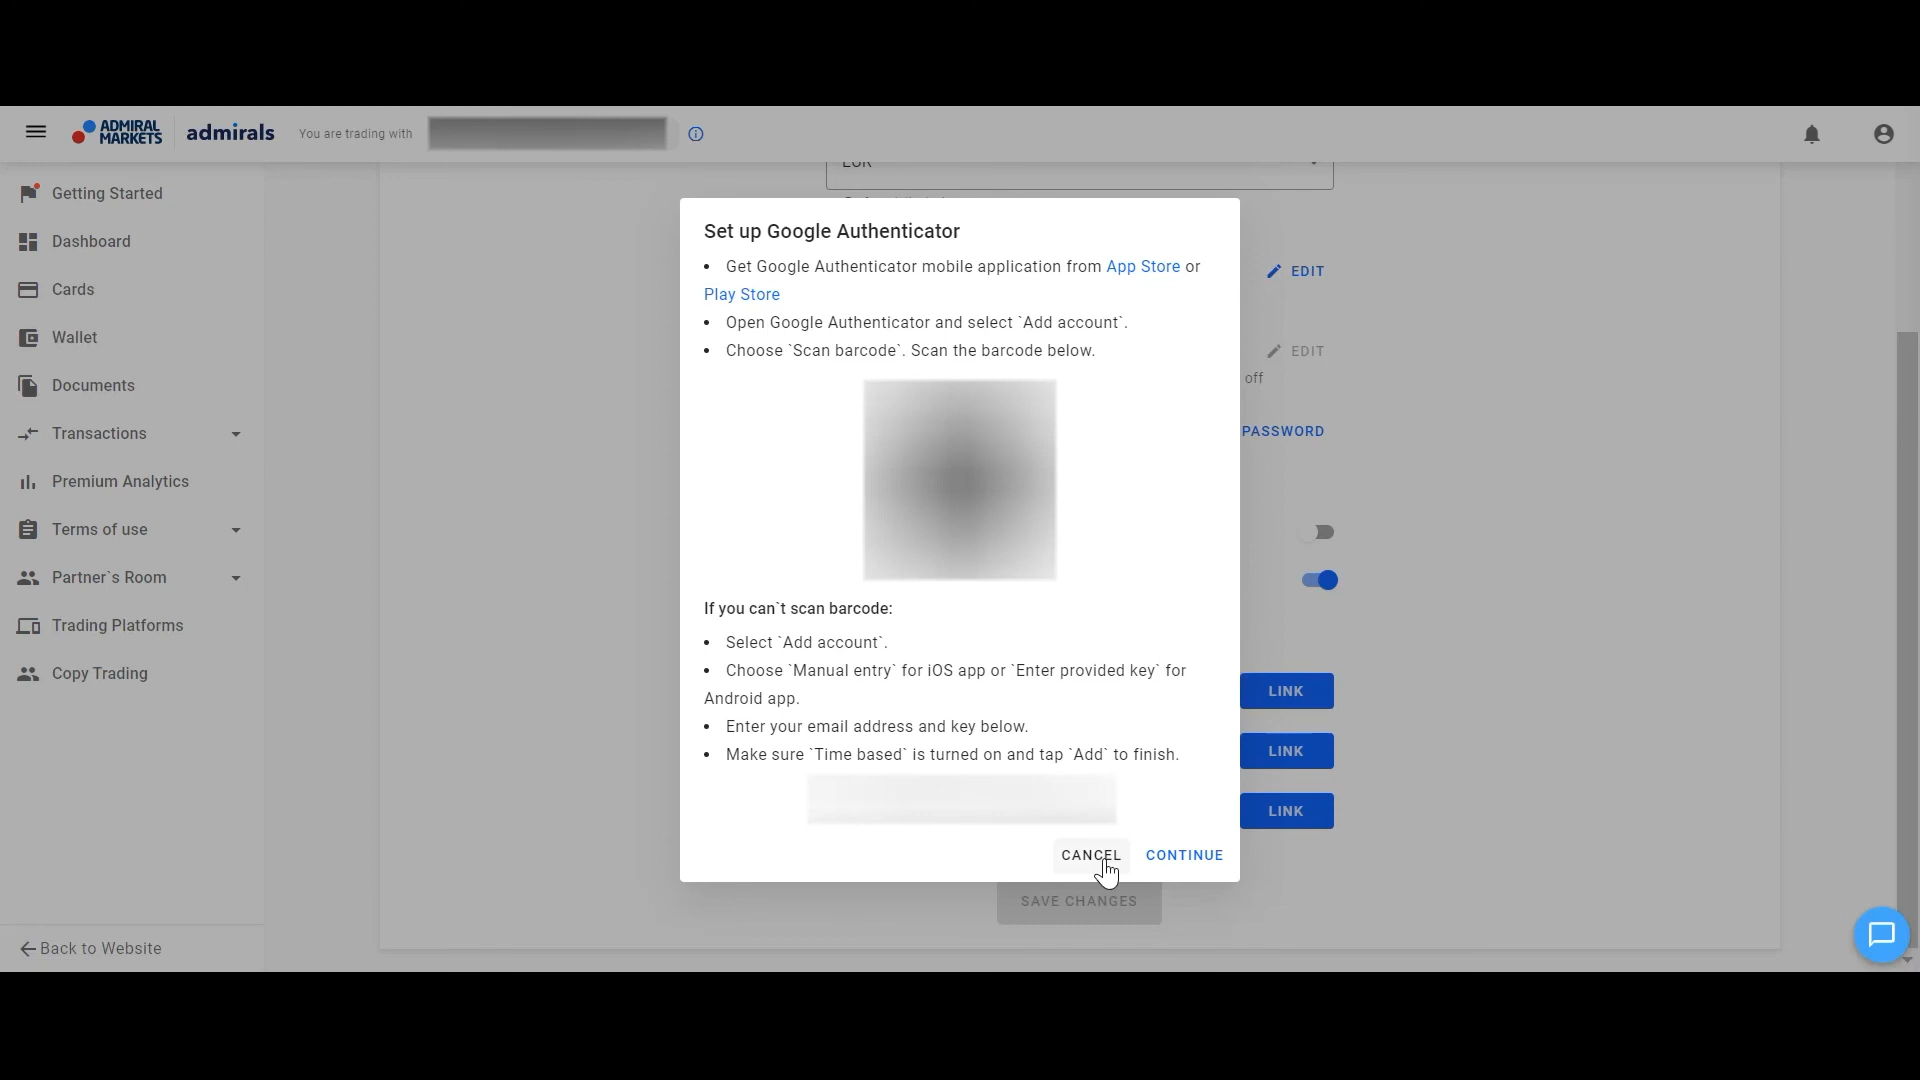 ADMIRAL
MARKETS
admirals
You are trading with
EUR
Getting Started
Dashboard
Cards
Wallet
Documents
Transactions
Premium Analytics
Terms of use
Partner`s Room
Trading Platforms
Copy Trading
Back to Website
Set up Google Authenticator
• Get Google Authenticator mobile application from App Store or
Play Store
• Open Google Authenticator and select `Add account`.
• Choose `Scan barcode`. Scan the barcode below.
If you can`t scan barcode:
• Select `Add account`.
• Choose `Manual entry` for iOS app or `Enter provided key` for
Android app.
• Enter your email address and key below.
• Make sure `Time based` is turned on and tap `Add` to finish.
CANCEL
CONTINUE
EDIT
EDIT
off
PASSWORD
LINK
LINK
LINK
SAVE CHANGES